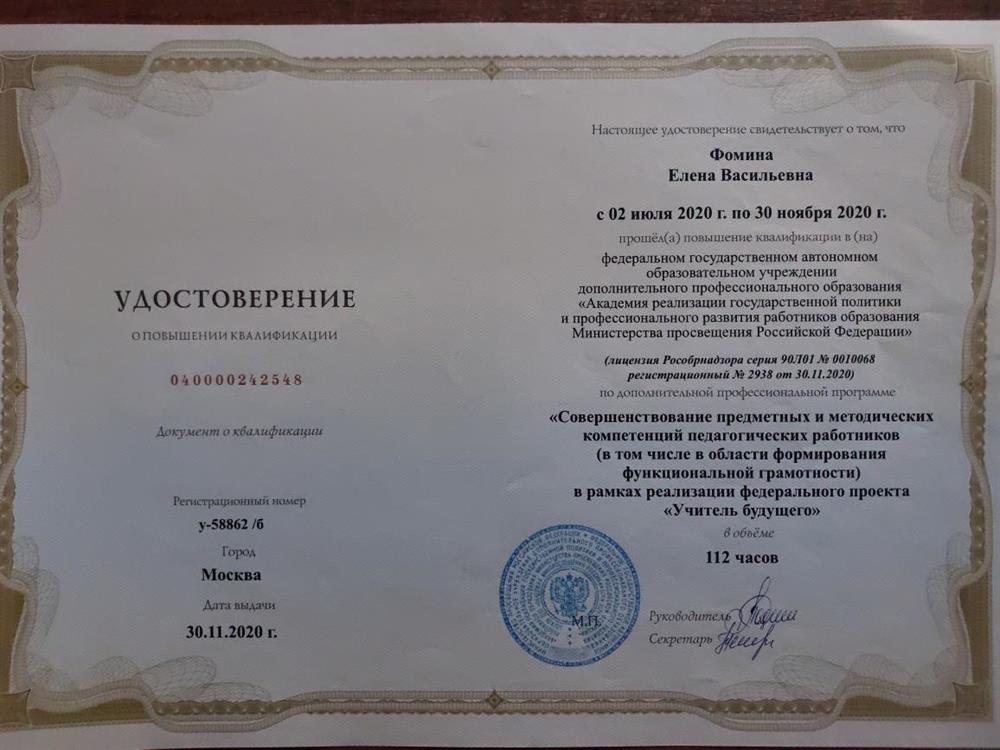 УДОСТОВЕРЕНИЕ
О ПОВЫШЕНИИ КВАЛИФИКАЦИИ
040000242548
Документ о квалификации
Регистрационный номер
у-58862 /б
Город
Москва
Дата выдачи
30.11.2020 г.
Настоящее удостоверение свидетельствует о том, что
Фомина
Елена Васильевна
с 02 июля 2020 г. по 30 ноября 2020 г.
прошёл(а) повышение квалификации в (на)
федеральном государственном автономном
образовательном учреждении
дополнительного профессионального образования
«Академия реализации государственной политики
и профессионального развития работников образования
Министерства просвещения Российской Федерации»
(лицензия Рособрнадзора серия 90Л01 № 0010068
регистрационный № 2938 от 30.11.2020)
по дополнительной профессиональной программе
«Совершенствование предметных и методических
компетенций педагогических работников
(в том числе в области формирования
функциональной грамотности)
в рамках реализации федерального проекта
«Учитель будущего»
в объёме
112 часов
М.П.
Руководитель
Секретарь